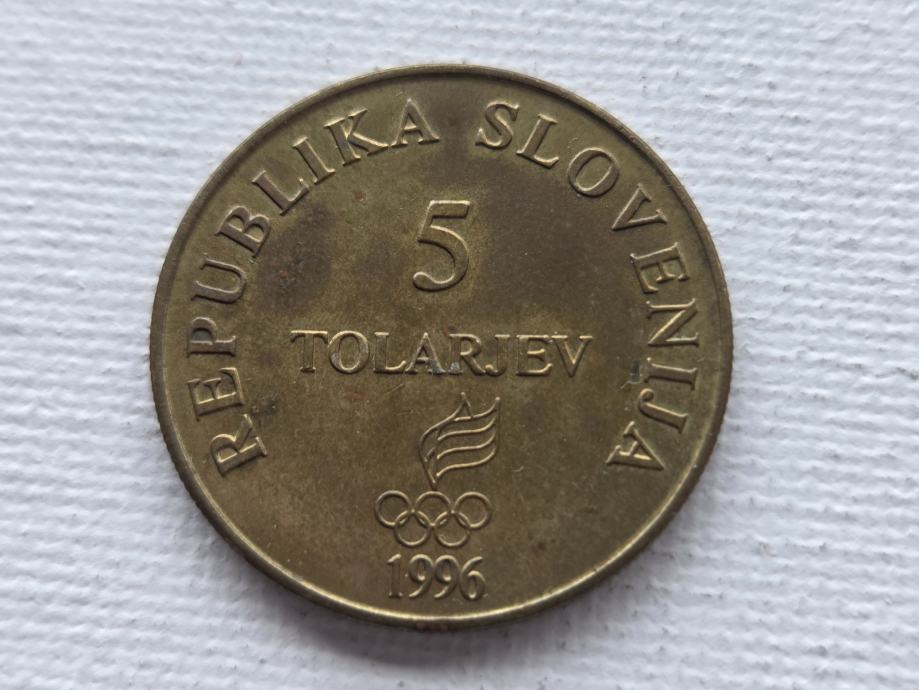 REPUBLIKA SLOVENIJA
5
TOLARJEV
1996